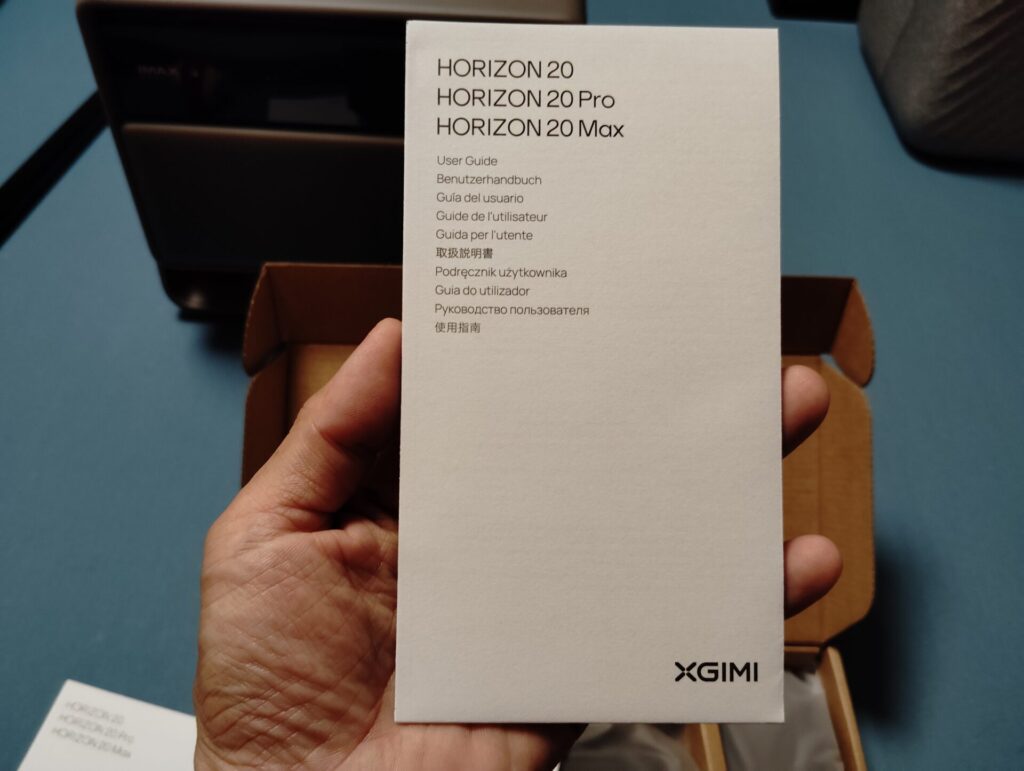 HORIZON 20
HORIZON 20 Pro
HORIZON 20 Max
User Guide
Benutzerhandbuch
Guía del usuario
Guide de l'utilisateur
Guida per l'utente
取扱説明書
Podręcznik użytkownika
Guia do utilizador
Руководство пользователя
使用指南
XGIMI
HORIZON 20
HORIZON 20 Pro
HORIZON 20 Max